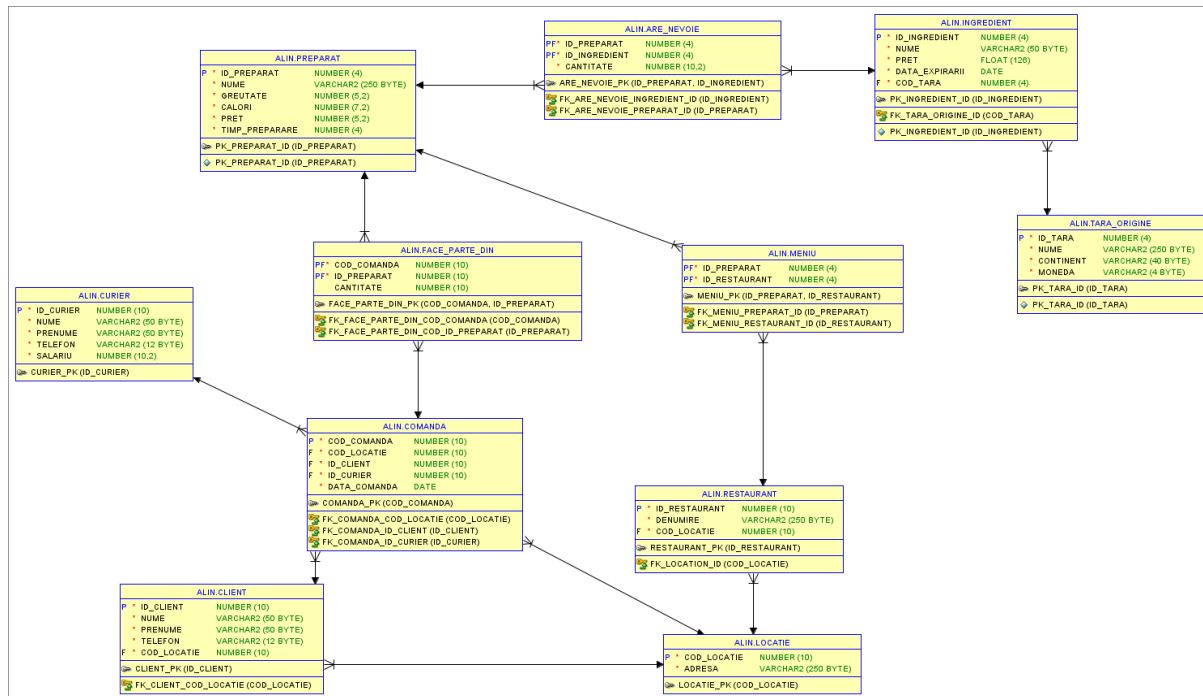 ALIN.ARE_NEVOIE
PF* ID_PREPARAT NUMBER (4)
PF* ID_INGREDIENT NUMBER (4)
* CANTITATE NUMBER (10,2)
ARE_NEVOIE_PK (ID_PREPARAT, ID_INGREDIENT)
FK_ARE_NEVOIE_INGREDIENT_ID (ID_INGREDIENT)
FK_ARE_NEVOIE_PREPARAT_ID (ID_PREPARAT)
ALIN.INGREDIENT
P * ID_INGREDIENT NUMBER (4)
* NUME VARCHAR2 (50 BYTE)
* PRET FLOAT (126)
* DATA_EXPIRARII DATE
F * COD_TARA NUMBER (4)
PK_INGREDIENT_ID (ID_INGREDIENT)
FK_TARA_ORIGINE_ID (COD_TARA)
PK_INGREDIENT_ID (ID_INGREDIENT)
ALIN.PREPARAT
P * ID_PREPARAT NUMBER (4)
* NUME VARCHAR2 (250 BYTE)
* GREUTATE NUMBER (5,2)
* CALORI NUMBER (7,2)
* PRET NUMBER (5,2)
* TIMP_PREPARARE NUMBER (4)
PK_PREPARAT_ID (ID_PREPARAT)
PK_PREPARAT_ID (ID_PREPARAT)
ALIN.TARA_ORIGINE
P * ID_TARA NUMBER (4)
* NUME VARCHAR2 (250 BYTE)
* CONTINENT VARCHAR2 (40 BYTE)
* MONEDA VARCHAR2 (4 BYTE)
PK_TARA_ID (ID_TARA)
PK_TARA_ID (ID_TARA)
ALIN.FACE_PARTE_DIN
PF* COD_COMANDA NUMBER (10)
PF* ID_PREPARAT NUMBER (10)
CANTITATE NUMBER (10)
FACE_PARTE_DIN_PK (COD_COMANDA, ID_PREPARAT)
FK_FACE_PARTE_DIN_COD_COMANDA (COD_COMANDA)
FK_FACE_PARTE_DIN_COD_ID_PREPARAT (ID_PREPARAT)
ALIN.MENIU
PF* ID_PREPARAT NUMBER (4)
PF* ID_RESTAURANT NUMBER (4)
MENIU_PK (ID_PREPARAT, ID_RESTAURANT)
FK_MENIU_PREPARAT_ID (ID_PREPARAT)
FK_MENIU_RESTAURANT_ID (ID_RESTAURANT)
ALIN.CURIER
P * ID_CURIER NUMBER (10)
* NUME VARCHAR2 (50 BYTE)
* PRENUME VARCHAR2 (50 BYTE)
* TELEFON VARCHAR2 (12 BYTE)
* SALARIU NUMBER (10,2)
CURIER_PK (ID_CURIER)
ALIN.COMANDA
P * COD_COMANDA NUMBER (10)
F * COD_LOCATIE NUMBER (10)
F * ID_CLIENT NUMBER (10)
F * ID_CURIER NUMBER (10)
* DATA_COMANDA DATE
COMANDA_PK (COD_COMANDA)
FK_COMANDA_COD_LOCATIE (COD_LOCATIE)
FK_COMANDA_ID_CLIENT (ID_CLIENT)
FK_COMANDA_ID_CURIER (ID_CURIER)
ALIN.RESTAURANT
P * ID_RESTAURANT NUMBER (10)
* DENUMIRE VARCHAR2 (250 BYTE)
F * COD_LOCATIE NUMBER (10)
RESTAURANT_PK (ID_RESTAURANT)
FK_LOCATION_ID (COD_LOCATIE)
ALIN.CLIENT
P * ID_CLIENT NUMBER (10)
* NUME VARCHAR2 (50 BYTE)
* PRENUME VARCHAR2 (50 BYTE)
* TELEFON VARCHAR2 (12 BYTE)
F * COD_LOCATIE NUMBER (10)
CLIENT_PK (ID_CLIENT)
FK_CLIENT_COD_LOCATIE (COD_LOCATIE)
ALIN.LOCATIE
P * COD_LOCATIE NUMBER (10)
* ADRESA VARCHAR2 (250 BYTE)
LOCATIE_PK (COD_LOCATIE)